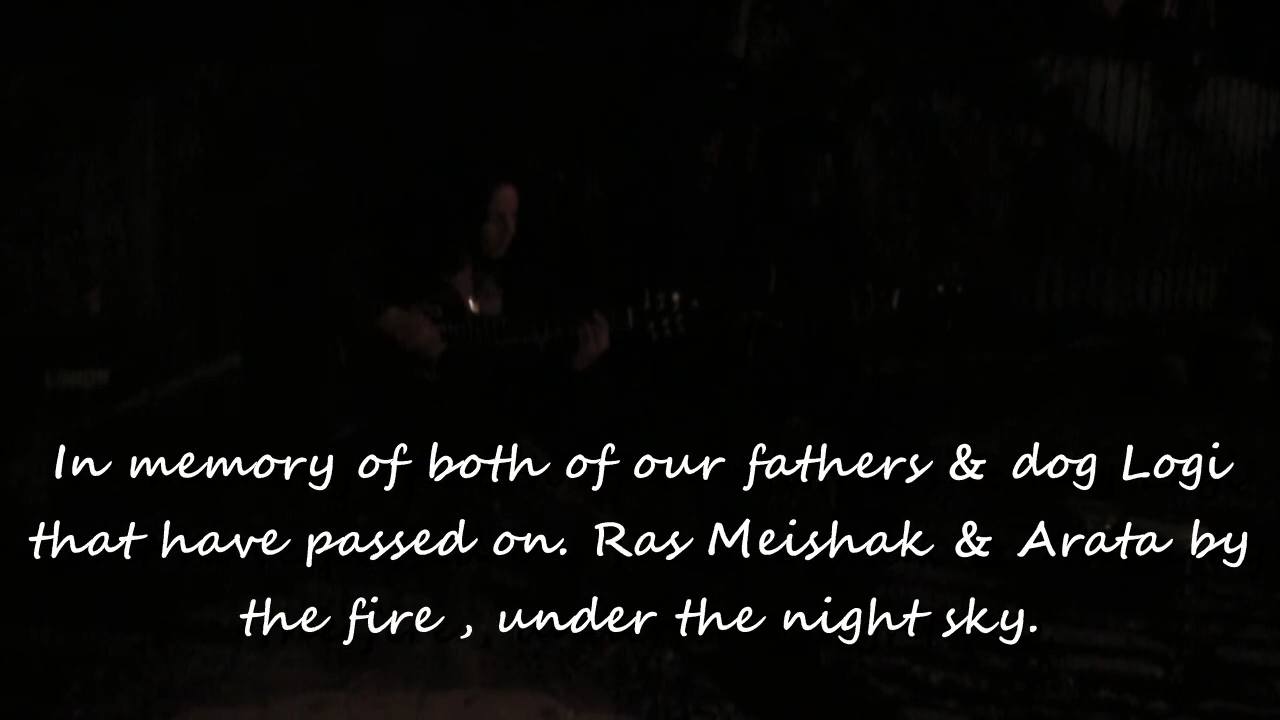 In memory of both of our fathers & dog Logi
that have passed on. Ras Meishak & Arata by
the fire , under the night sky.